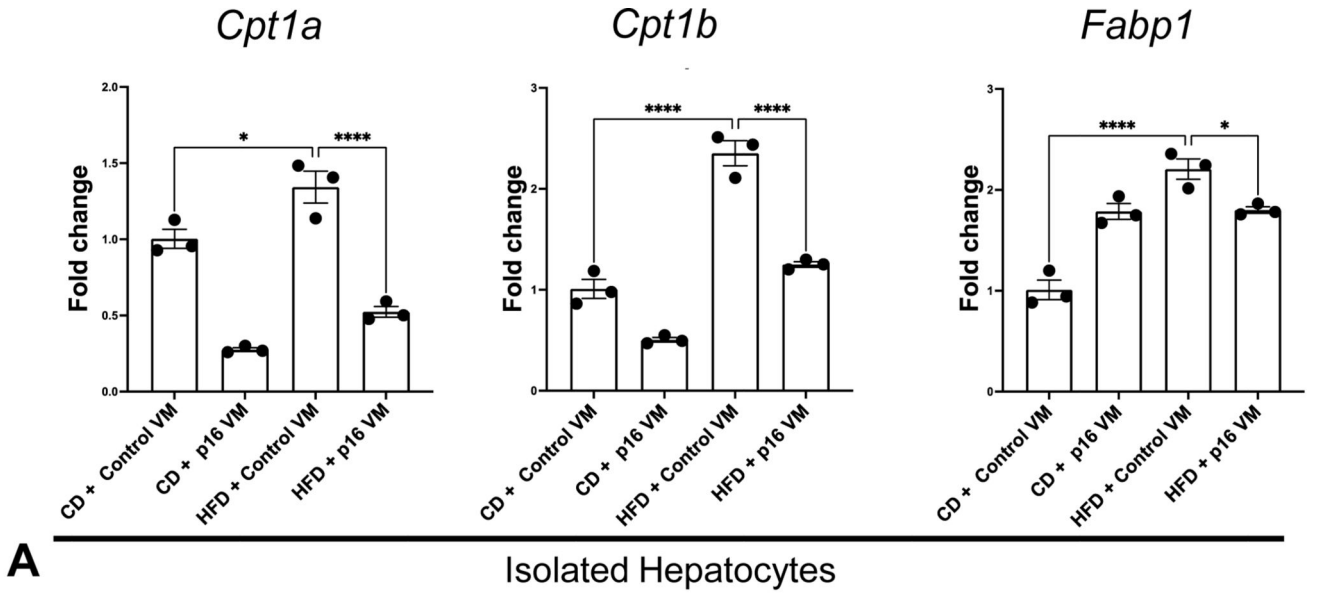 Cpt1a
Cpt1b
Fabp1
2.0
1.5
1.0
0.5
0.0
Fold change
*
****
CD + Control VM
CD + p16 VM
HFD + Control VM
HFD + p16 VM
3
2
1
0
Fold change
****
****
CD + Control VM
CD + p16 VM
HFD + Control VM
HFD + p16 VM
3
2
1
0
Fold change
****
*
CD + Control VM
CD + p16 VM
HFD + Control VM
HFD + p16 VM
A
Isolated Hepatocytes